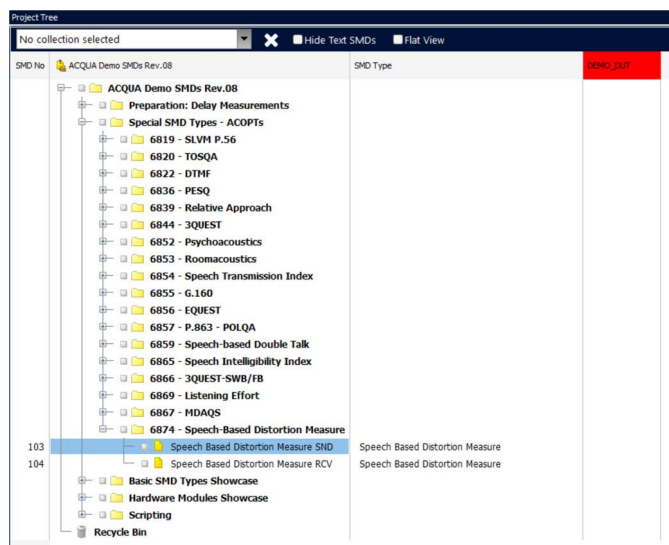 Project Tree
No collection selected Hide Text SMDs Flat View
SMD No ACQUA Demo SMDs Rev.08 SMD Type DEMO_DUT
ACQUA Demo SMDs Rev.08
Preparation: Delay Measurements
Special SMD Types - ACOPTs
6819 - SLVM P.56
6820 - TOSQA
6822 - DTMF
6836 - PESQ
6839 - Relative Approach
6844 - 3QUEST
6852 - Psychoacoustics
6853 - Roomacoustics
6854 - Speech Transmission Index
6855 - G.160
6856 - EQUEST
6857 - P.863 - POLQA
6859 - Speech-based Double Talk
6865 - Speech Intelligibility Index
6866 - 3QUEST-SWB/FB
6869 - Listening Effort
6867 - MDAQS
6874 - Speech-Based Distortion Measure
103 Speech Based Distortion Measure SND Speech Based Distortion Measure
104 Speech Based Distortion Measure RCV Speech Based Distortion Measure
Basic SMD Types Showcase
Hardware Modules Showcase
Scripting
Recycle Bin